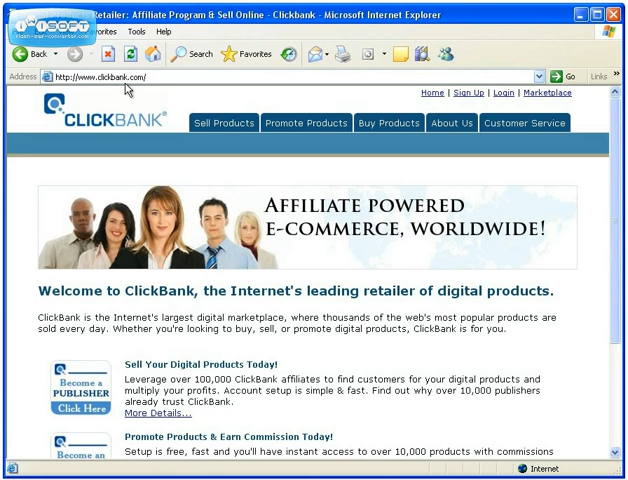 Retailer: Affiliate Program & Sell Online - Clickbank - Microsoft Internet Explorer
SOFT
flash-swf-converter.com
Tools Help
Back Search Favorites
Address http://www.clickbank.com/ Go Links »
Home | Sign Up | Login | Marketplace
CLICKBANK®
Sell Products Promote Products Buy Products About Us Customer Service
AFFILIATE POWERED
E-COMMERCE, WORLDWIDE!
Welcome to ClickBank, the Internet's leading retailer of digital products.
ClickBank is the Internet's largest digital marketplace, where thousands of the web's most popular products are
sold every day. Whether you're looking to buy, sell, or promote digital products, ClickBank is for you.
Become a
PUBLISHER
Click Here
Sell Your Digital Products Today!
Leverage over 100,000 ClickBank affiliates to find customers for your digital products and
multiply your profits. Account setup is simple & fast. Find out why over 10,000 publishers
already trust ClickBank.
More Details...
Become an
Promote Products & Earn Commission Today!
Setup is free, fast and you'll have instant access to over 10,000 products with commissions
Internet